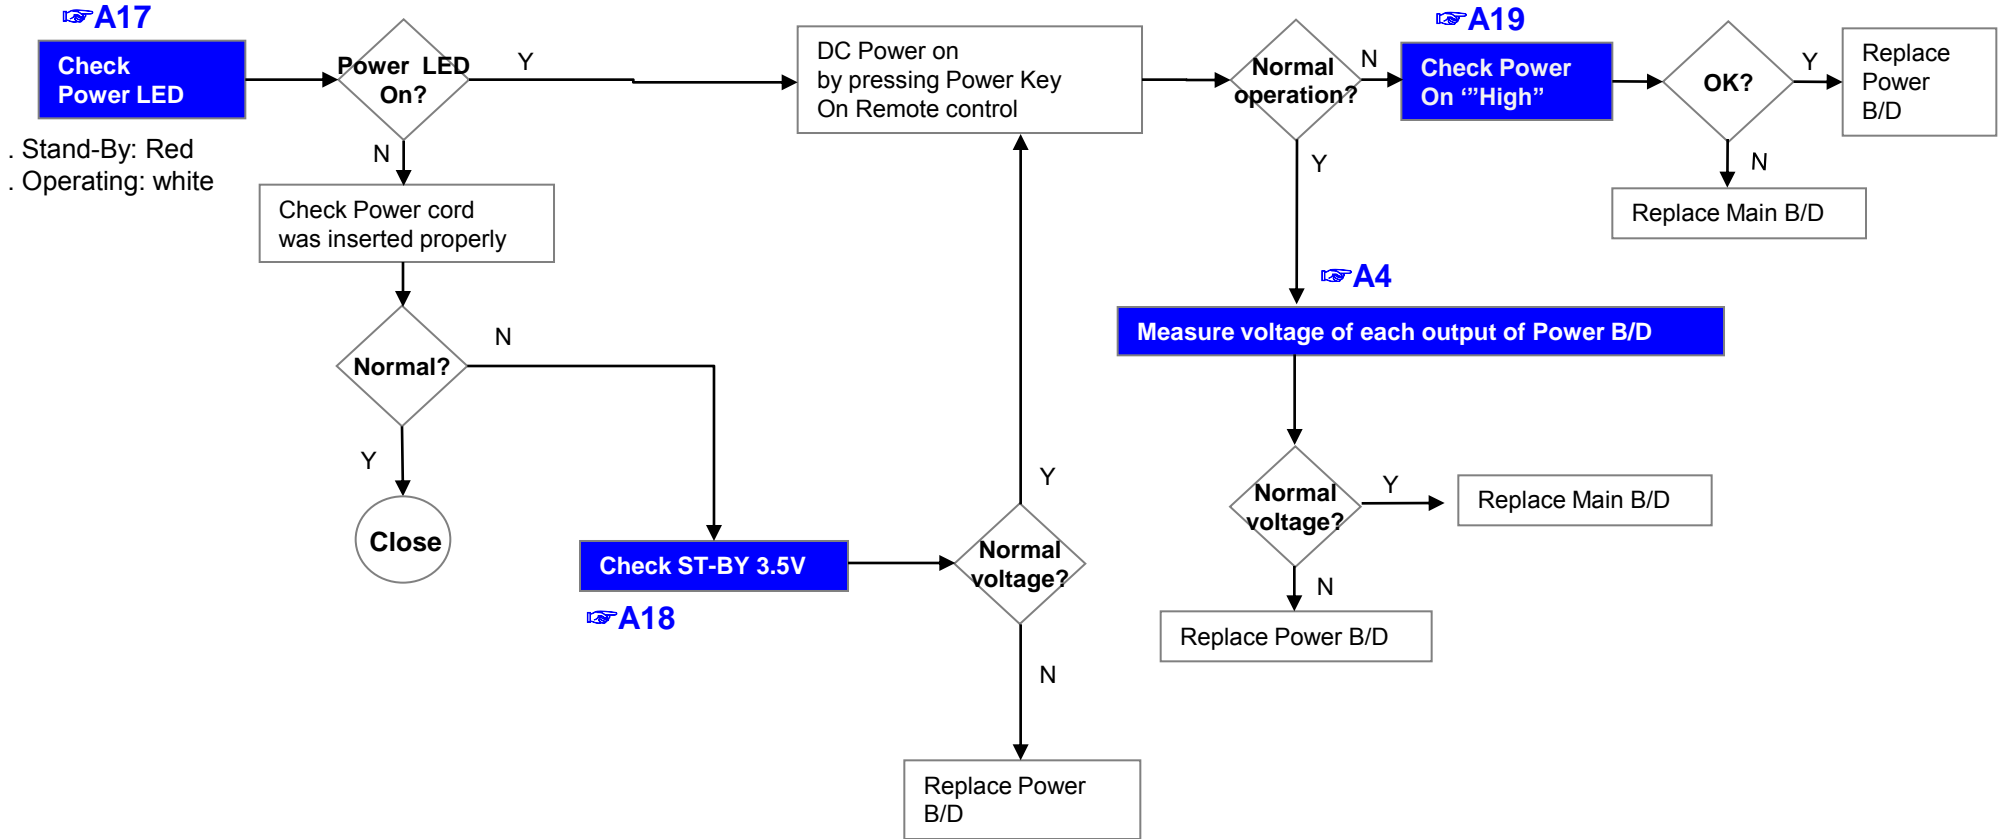 ☞A17
Check
Power LED
. Stand-By: Red
. Operating: white
Power LED
On?
Y
N
Check Power cord
was inserted properly
Normal?
N
Y
Close
Check ST-BY 3.5V
☞A18
Normal
voltage?
Y
N
Replace Power
B/D
DC Power on
by pressing Power Key
On Remote control
Normal
operation?
N
Y
☞A19
Check Power
On ‘”High”
OK?
Y
Replace
Power
B/D
N
Replace Main B/D
☞A4
Measure voltage of each output of Power B/D
Normal
voltage?
Y
Replace Main B/D
N
Replace Power B/D